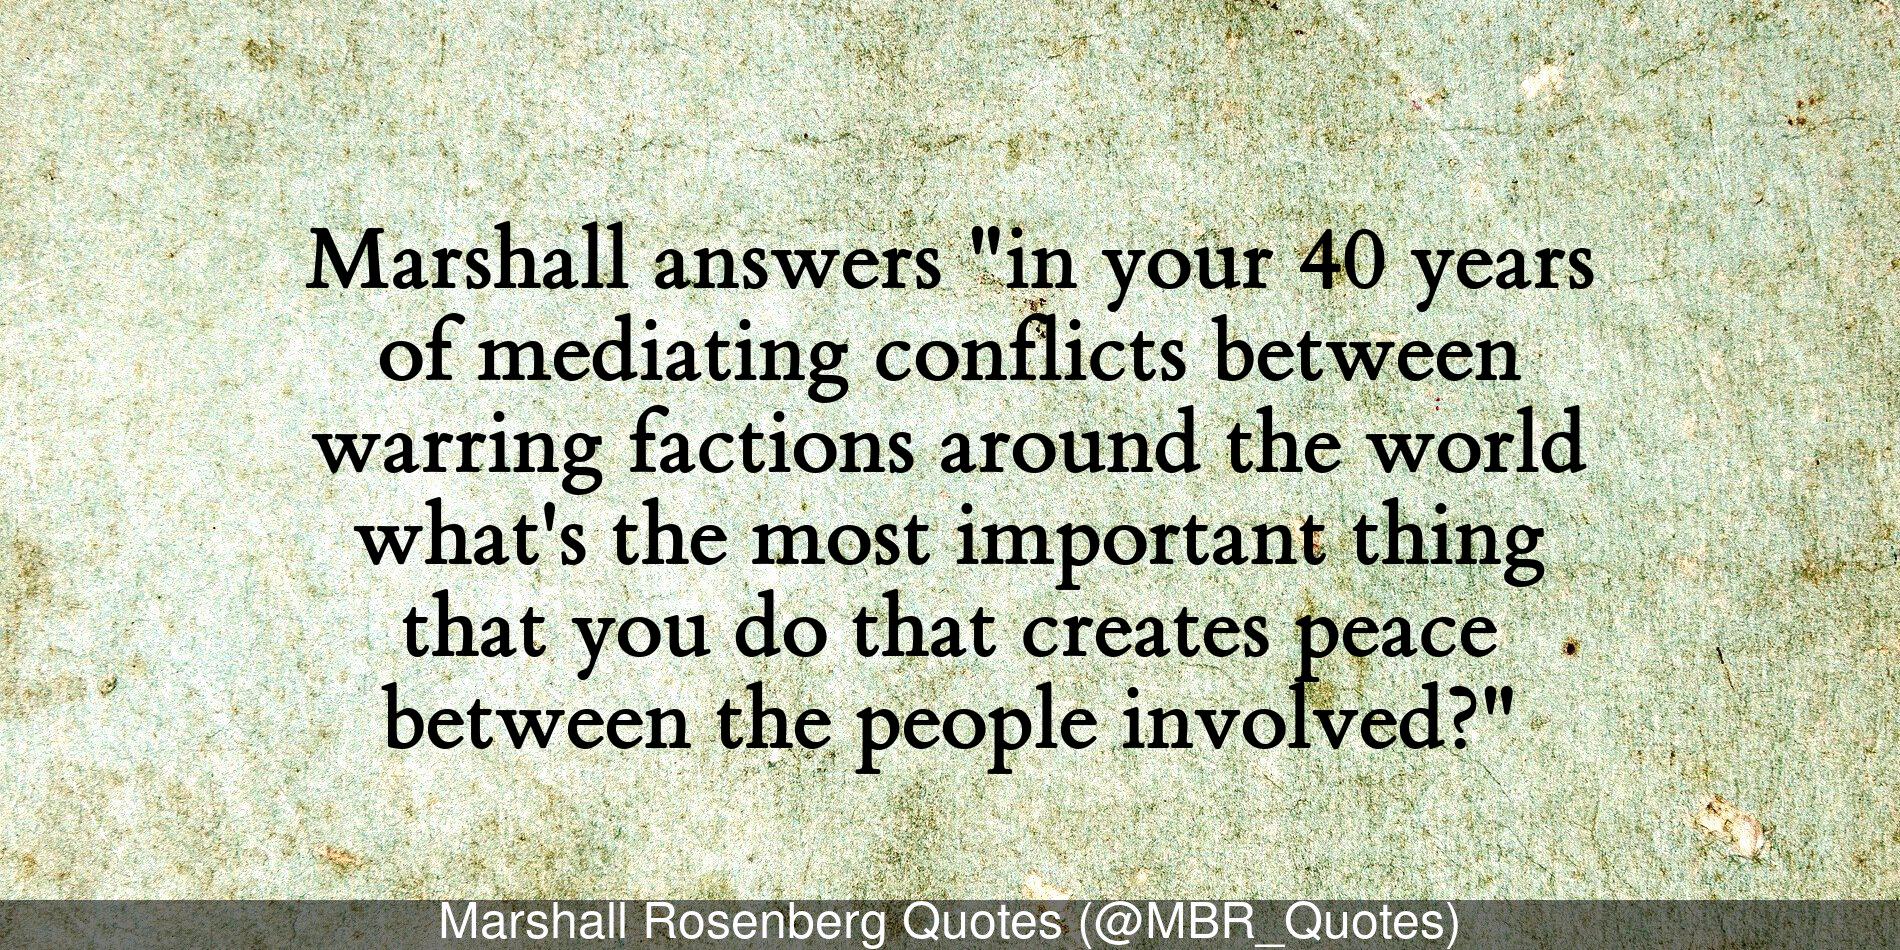 Marshall answers "in your 40 years
of mediating conflicts between
warring factions around the world
what's the most important thing
that you do that creates peace
between the people involved?"
Marshall Rosenberg Quotes (@MBR_Quotes)